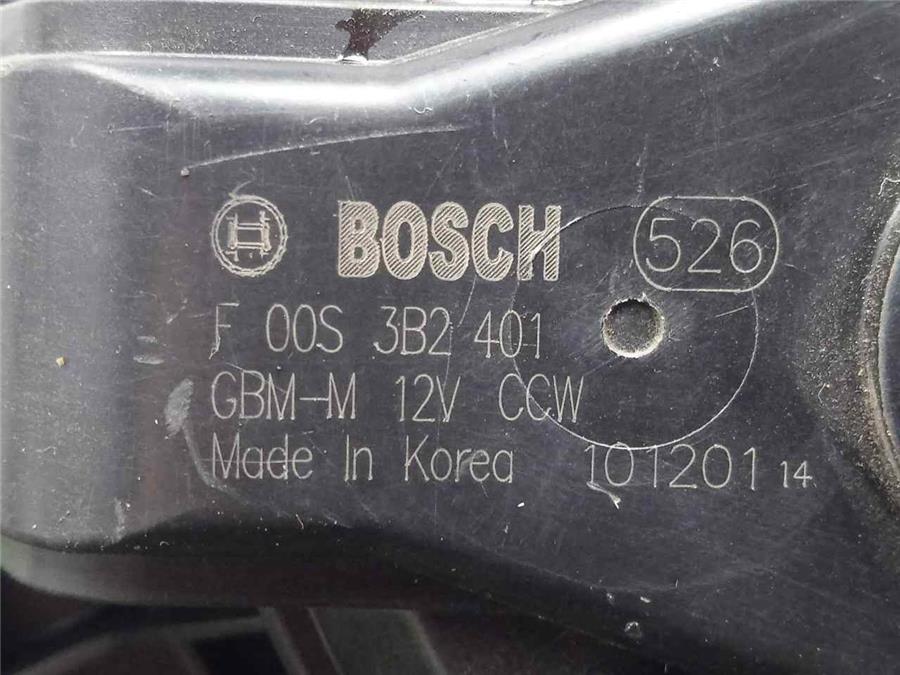 BOSCH 526
F 00S 3B2 401
GBM-M 12V CCW
Made In Korea 101201 14